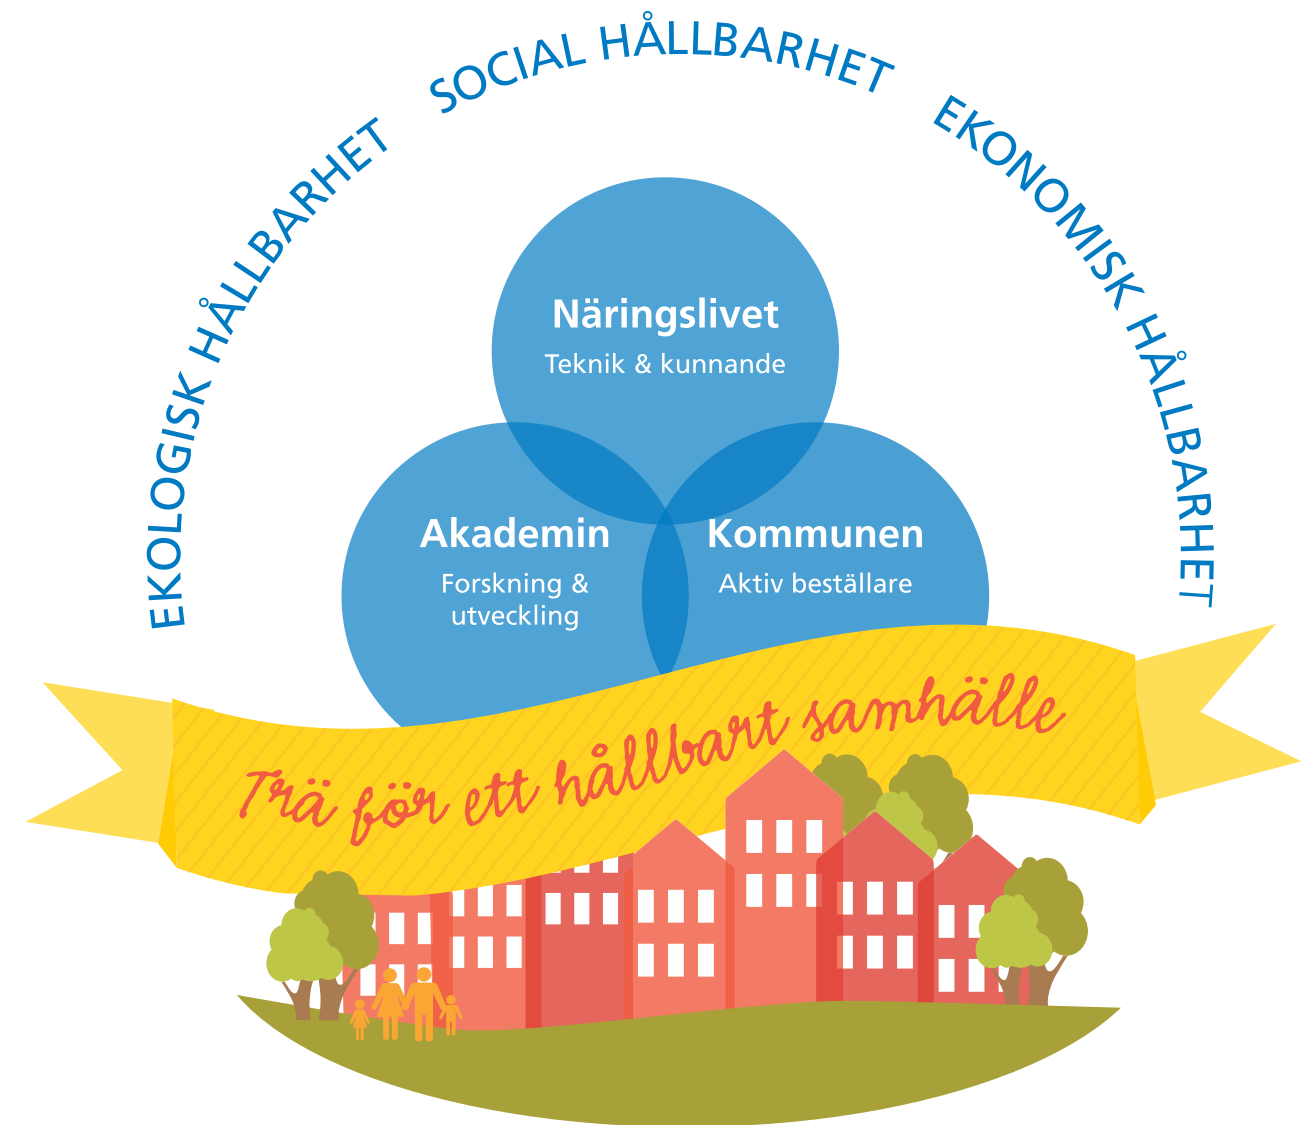 EKOLOGISK HÅLLBARHET
SOCIAL HÅLLBARHET
EKONOMISK HÅLLBARHET
Näringslivet
Teknik & kunnande
Akademin
Forskning &
utveckling
Kommunen
Aktiv beställare
Trä för ett hållbart samhälle